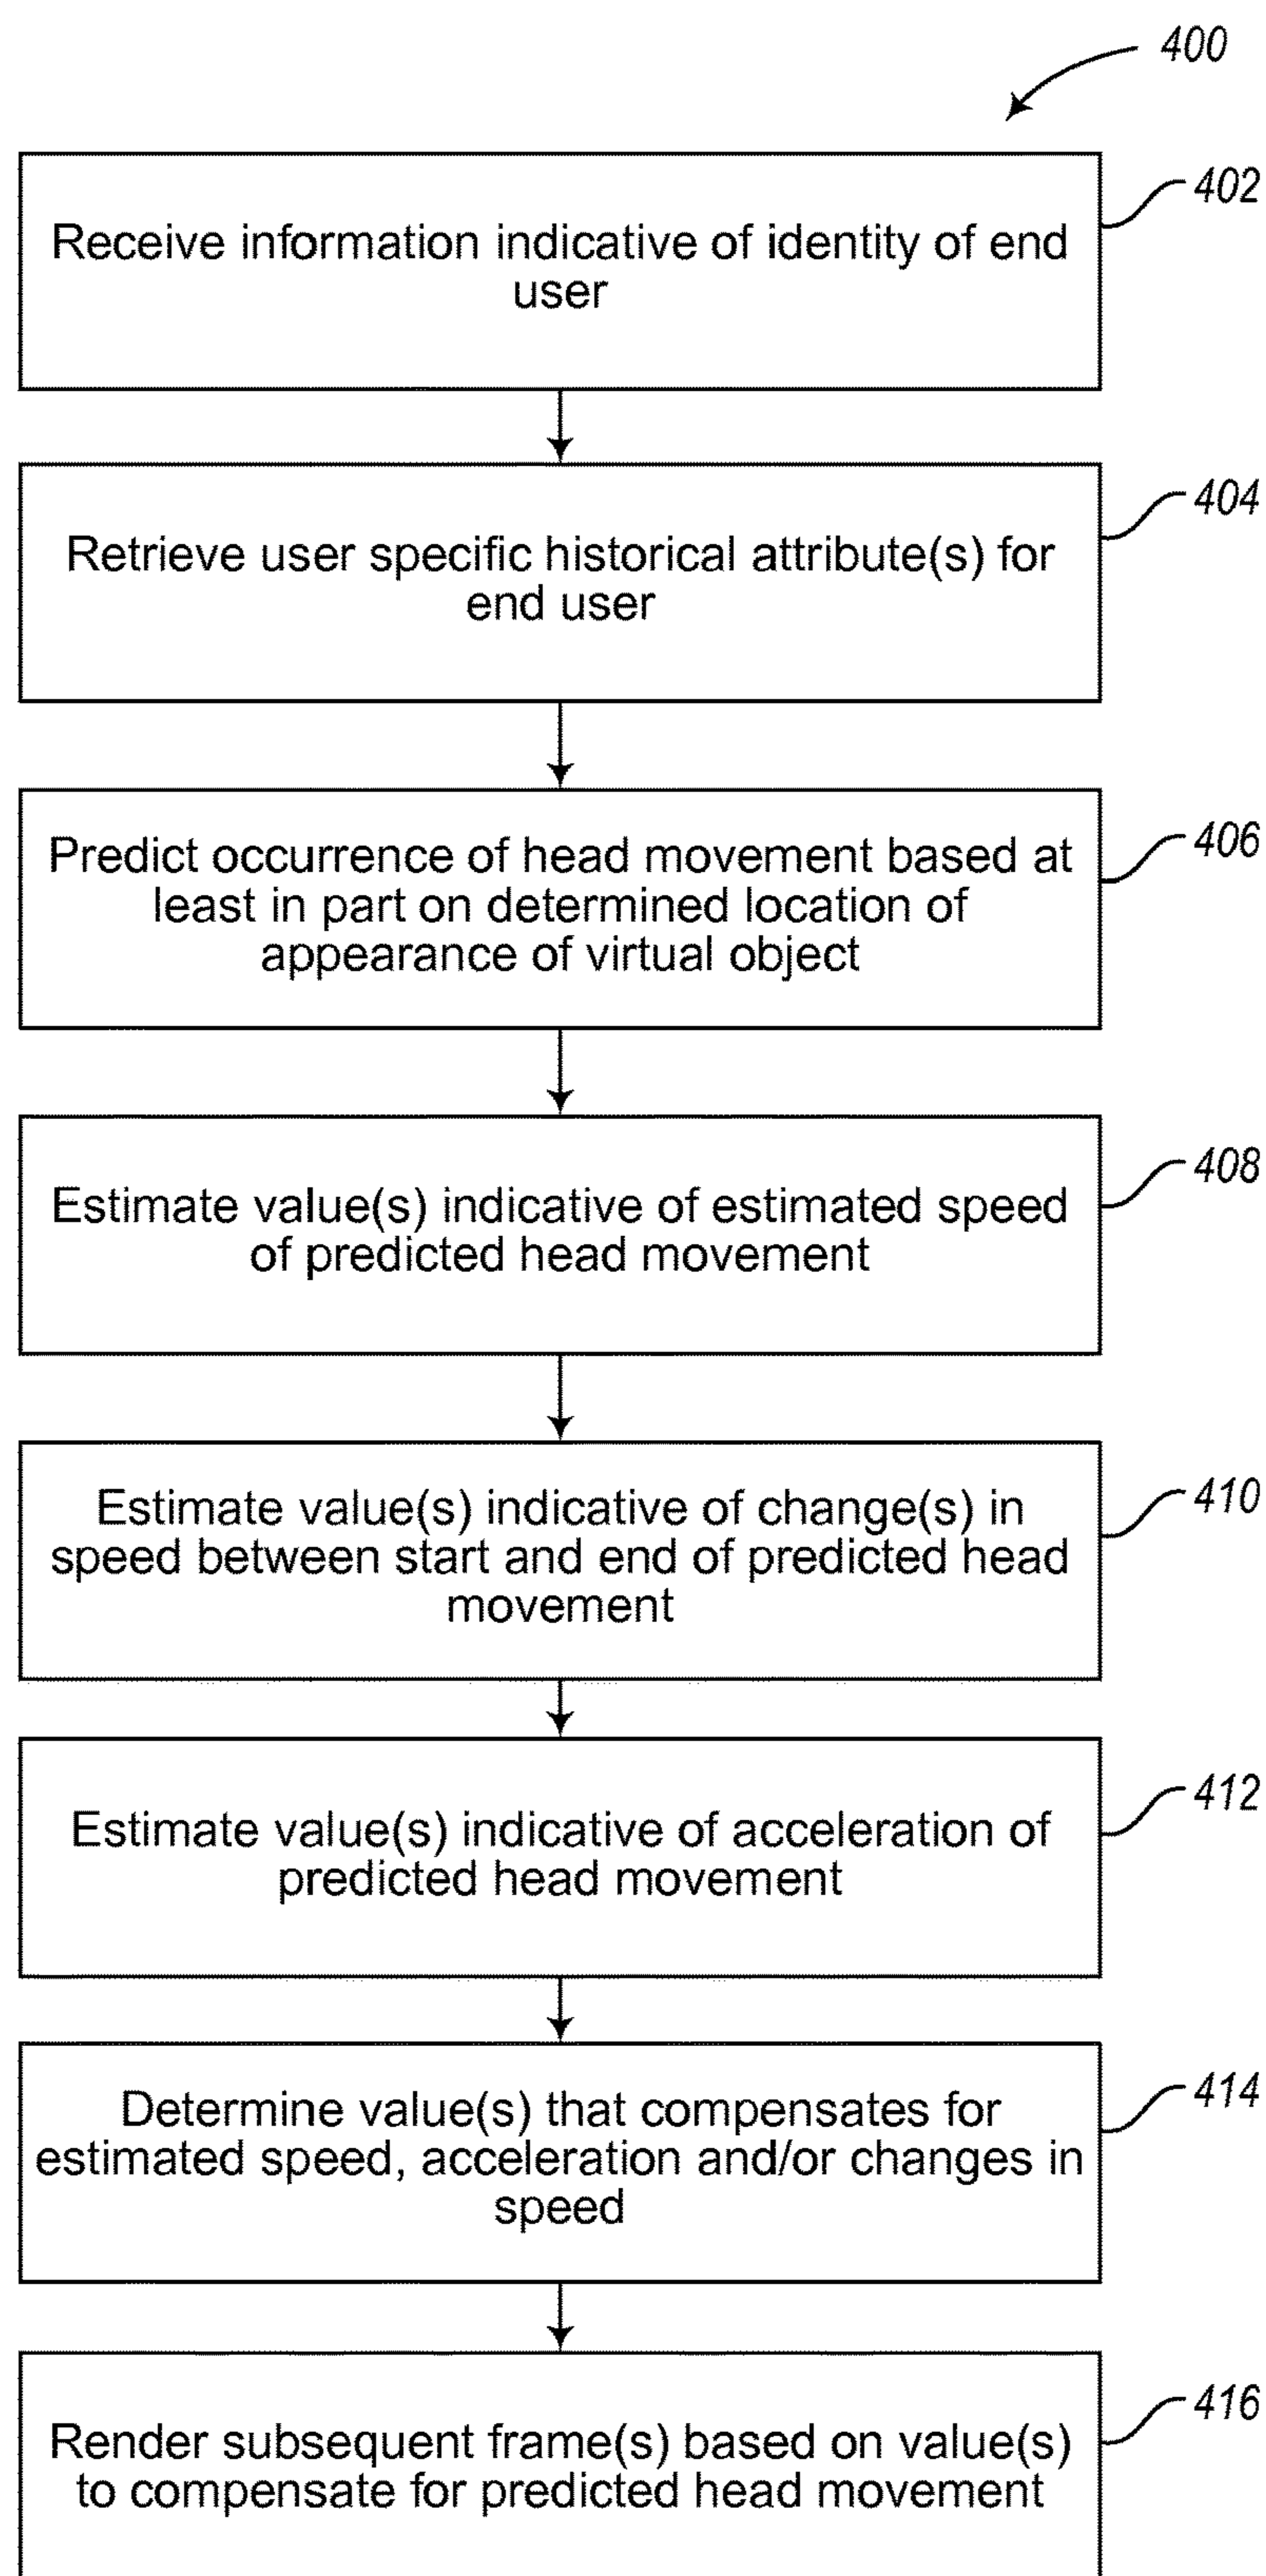 400
402
Receive information indicative of identity of end
user
404
Retrieve user specific historical attribute(s) for
end user
406
Predict occurrence of head movement based at
least in part on determined location of
appearance of virtual object
408
Estimate value(s) indicative of estimated speed
of predicted head movement
410
Estimate value(s) indicative of change(s) in
speed between start and end of predicted head
movement
412
Estimate value(s) indicative of acceleration of
predicted head movement
414
Determine value(s) that compensates for
estimated speed, acceleration and/or changes in
speed
416
Render subsequent frame(s) based on value(s)
to compensate for predicted head movement